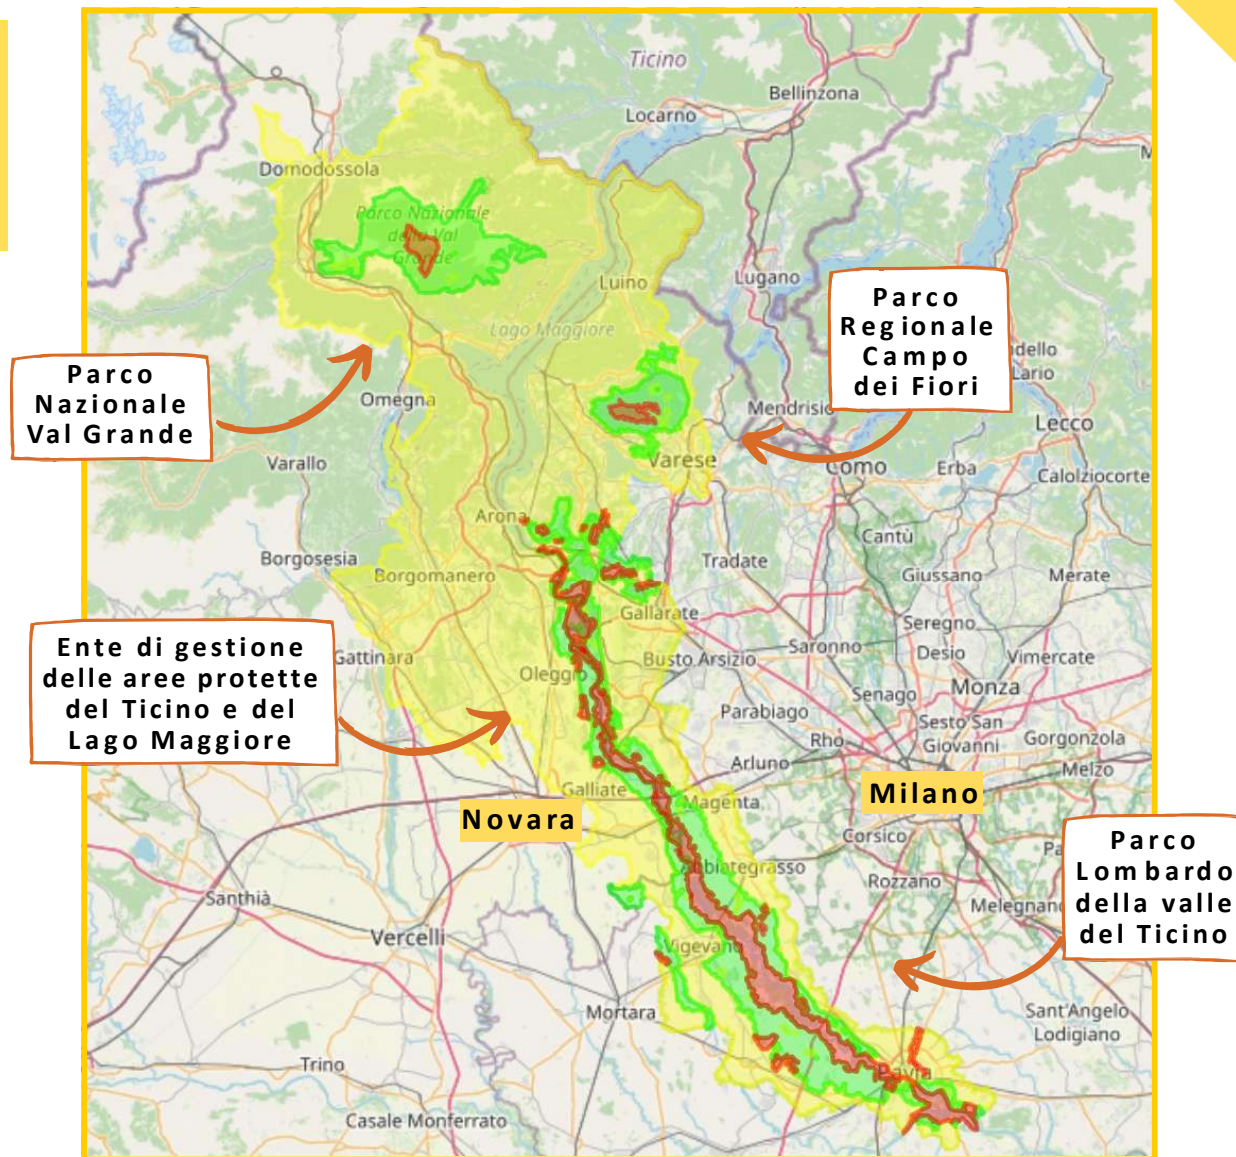 Ticino
Bellinzona
Locarno
Domodossola
Parco Nazionale
della Val
Grande
Luino
Lugano
Parco
Regionale
Campo
dei Fiori
Lago Maggiore
Parco
Nazionale
Val Grande
Omegna
Mendrisio
Lario
Lecco
Varallo
Varese
Como
Erba
Calolziocorte
Arona
Cantù
Borgosesia
Borgomanero
Tradate
Giussano
Merate
Gallarate
Seregno
Ente di gestione
delle aree protette
del Ticino e del
Lago Maggiore
Gattinara
Oleggio
Busto Arsizio
Saronno
Desio
Vimercate
Senago
Monza
Parabiago
Sesto San
Giovanni
Rho
Gorgonzola
Arluno
Melzo
Galliate
Magenta
Milano
Novara
Corsico
Parco
Lombardo
della valle
del Ticino
Abbiategrasso
Rozzano
Santhià
Melegnano
Vercelli
Vigevano
Mortara
Sant'Angelo
Lodigiano
Trino
Pavia
Casale Monferrato